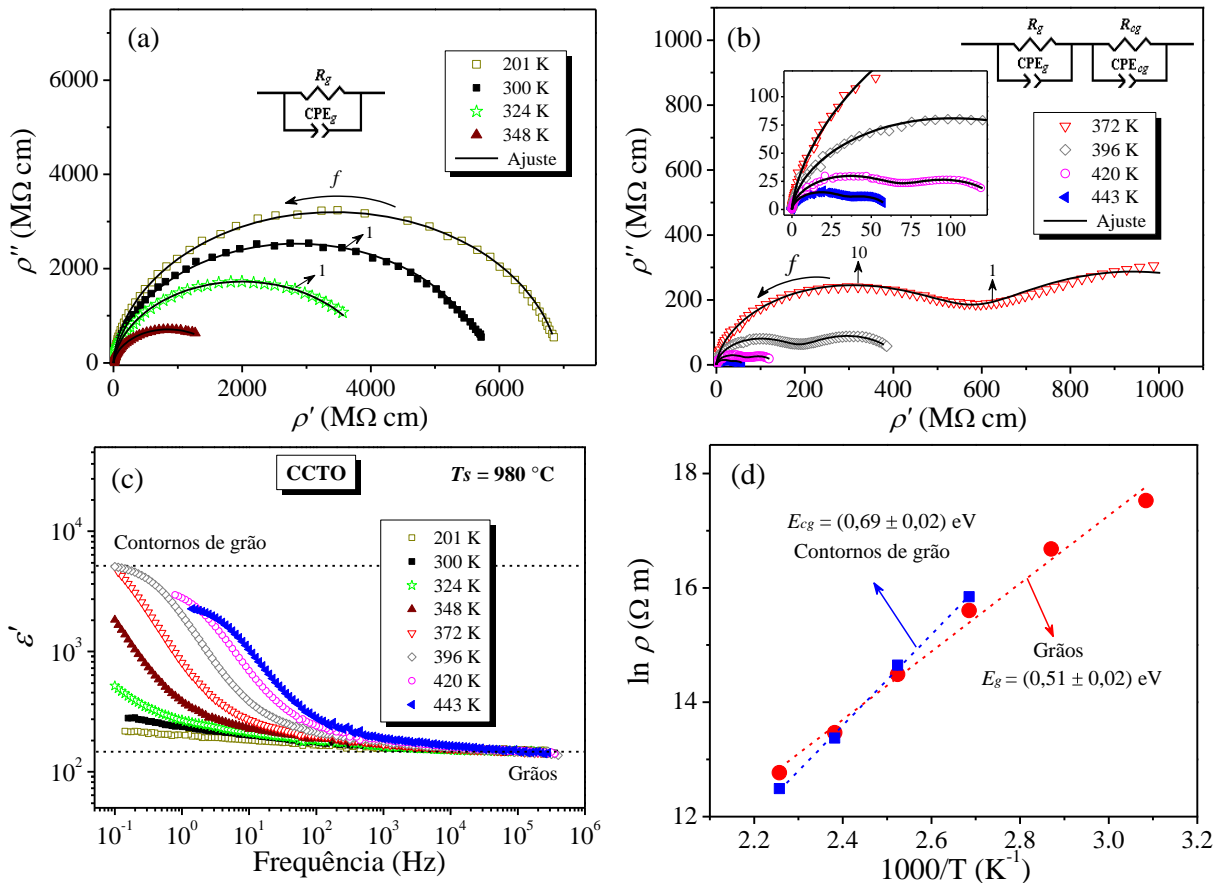 (a)
R_g
CPE_g
201 K
300 K
324 K
348 K
Ajuste
f
1
1
6000
4000
2000
0
ρ'' (MΩ cm)
0 2000 4000 6000
ρ' (MΩ cm)
(b)
R_g R_cg
CPE_g CPE_cg
372 K
396 K
420 K
443 K
Ajuste
100
75
50
25
0
0 25 50 75 100
f
10
1
1000
800
600
400
200
0
ρ'' (MΩ cm)
0 200 400 600 800 1000
ρ' (MΩ cm)
(c)
CCTO
Ts = 980 °C
Contornos de grão
201 K
300 K
324 K
348 K
372 K
396 K
420 K
443 K
Grãos
10^4
10^3
10^2
ε'
10^-1 10^0 10^1 10^2 10^3 10^4 10^5 10^6
Frequência (Hz)
(d)
E_cg = (0,69 ± 0,02) eV
Contornos de grão
Grãos
E_g = (0,51 ± 0,02) eV
18
16
14
12
ln ρ (Ω m)
2.2 2.4 2.6 2.8 3.0 3.2
1000/T (K^-1)